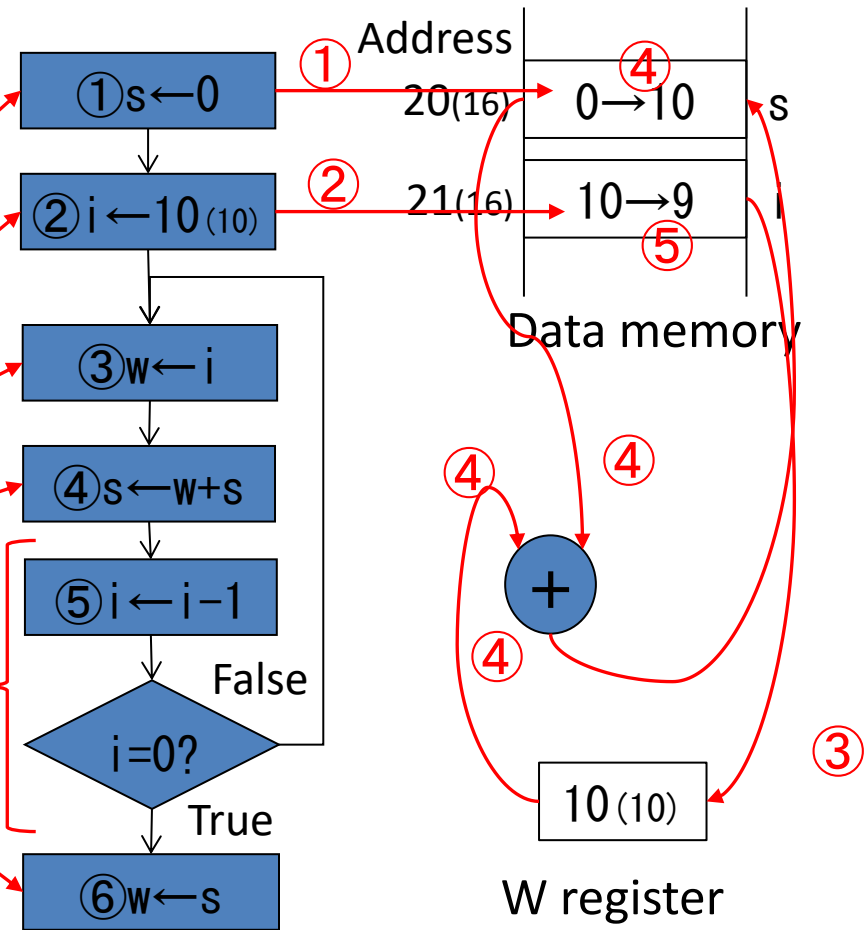 ①s←0
②i←10(10)
③w←i
④s←w+s
⑤i←i-1
i=0?
False
True
⑥w←s
①
②
Address
20(16)
④
0→10
s
21(16)
10→9
i
⑤
Data memory
④
④
+
④
③
10(10)
W register